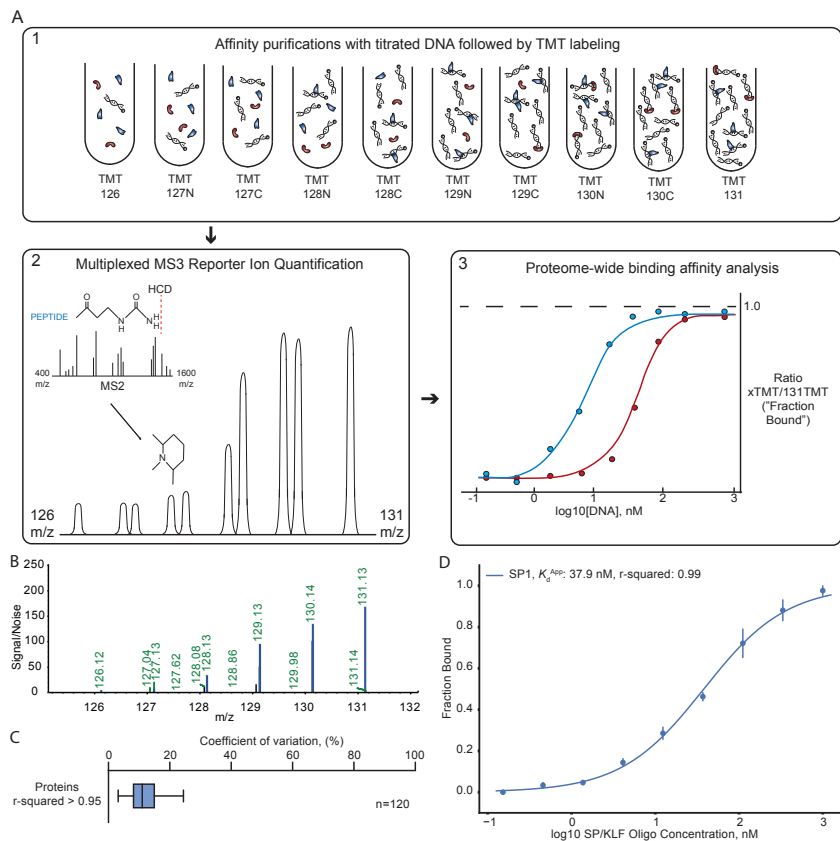 A
1
Affinity purifications with titrated DNA followed by TMT labeling
TMT 126
TMT 127N
TMT 127C
TMT 128N
TMT 128C
TMT 129N
TMT 129C
TMT 130N
TMT 130C
TMT 131
2
Multiplexed MS3 Reporter Ion Quantification
HCD
PEPTIDE
O
O
N
H
N
H
H
400
m/z
MS2
1600
m/z
N
126
m/z
131
m/z
3
Proteome-wide binding affinity analysis
1.0
Ratio
xTMT/131TMT
("Fraction
Bound")
-1
0
1
2
3
log10[DNA], nM
B
Signal/Noise
250
200
150
100
50
0
126.12
127.04
127.13
127.62
128.08
128.13
128.86
129.13
129.98
130.14
131.14
131.13
126
127
128
129
130
131
132
m/z
C
Coefficient of variation, (%)
0
20
40
60
80
100
Proteins
r-squared > 0.95
n=120
D
SP1, Kd App: 37.9 nM, r-squared: 0.99
Fraction Bound
1.0
0.8
0.6
0.4
0.2
0.0
−1
0
1
2
3
log10 SP/KLF Oligo Concentration, nM